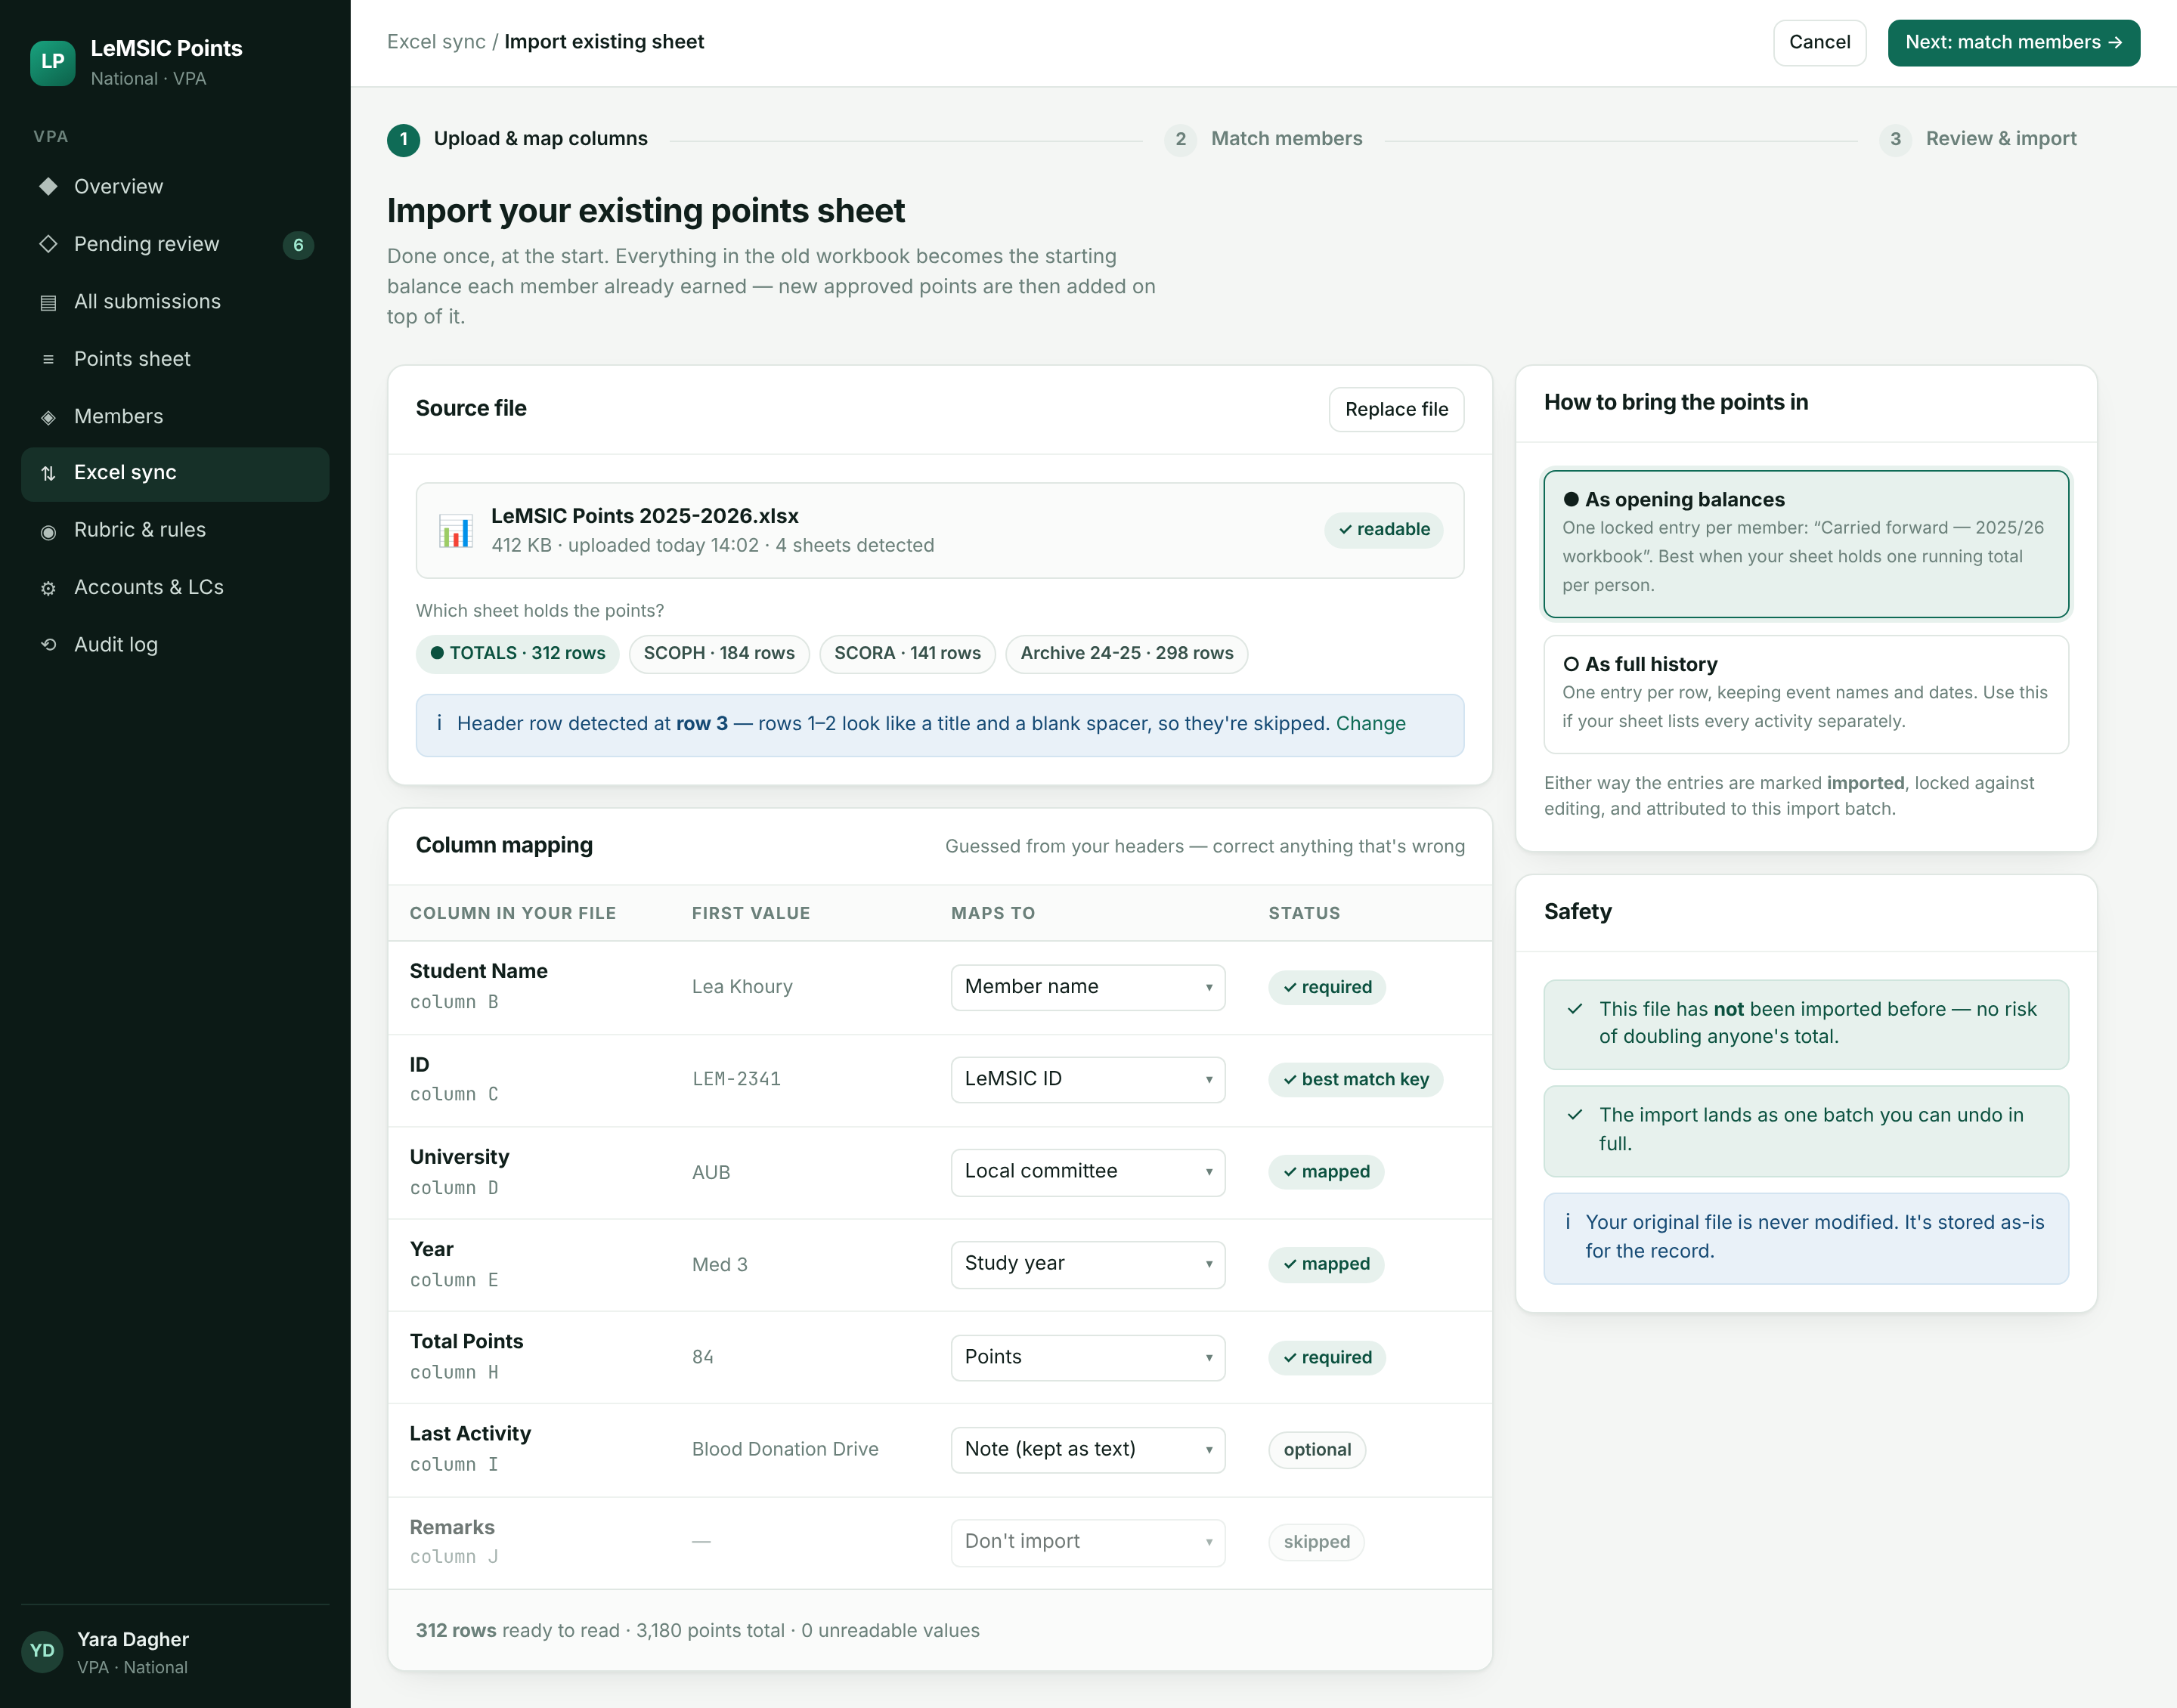 LP
LeMSIC Points
National · VPA
VPA
Overview
Pending review
6
All submissions
Points sheet
Members
Excel sync
Rubric & rules
Accounts & LCs
Audit log
YD
Yara Dagher
VPA · National
Excel sync / Import existing sheet
Cancel
Next: match members →
1 Upload & map columns
2 Match members
3 Review & import
Import your existing points sheet
Done once, at the start. Everything in the old workbook becomes the starting
balance each member already earned — new approved points are then added on
top of it.
Source file
Replace file
LeMSIC Points 2025-2026.xlsx
412 KB · uploaded today 14:02 · 4 sheets detected
✓ readable
Which sheet holds the points?
● TOTALS · 312 rows
SCOPH · 184 rows
SCORA · 141 rows
Archive 24-25 · 298 rows
i Header row detected at row 3 — rows 1–2 look like a title and a blank spacer, so they're skipped. Change
Column mapping
Guessed from your headers — correct anything that's wrong
COLUMN IN YOUR FILE FIRST VALUE MAPS TO STATUS
Student Name
column B
Lea Khoury
Member name
✓ required
ID
column C
LEM-2341
LeMSIC ID
✓ best match key
University
column D
AUB
Local committee
✓ mapped
Year
column E
Med 3
Study year
✓ mapped
Total Points
column H
84
Points
✓ required
Last Activity
column I
Blood Donation Drive
Note (kept as text)
optional
Remarks
column J
—
Don't import
skipped
312 rows ready to read · 3,180 points total · 0 unreadable values
How to bring the points in
● As opening balances
One locked entry per member: “Carried forward — 2025/26
workbook”. Best when your sheet holds one running total
per person.
○ As full history
One entry per row, keeping event names and dates. Use this
if your sheet lists every activity separately.
Either way the entries are marked imported, locked against
editing, and attributed to this import batch.
Safety
✓ This file has not been imported before — no risk
of doubling anyone's total.
✓ The import lands as one batch you can undo in
full.
i Your original file is never modified. It's stored as-is
for the record.